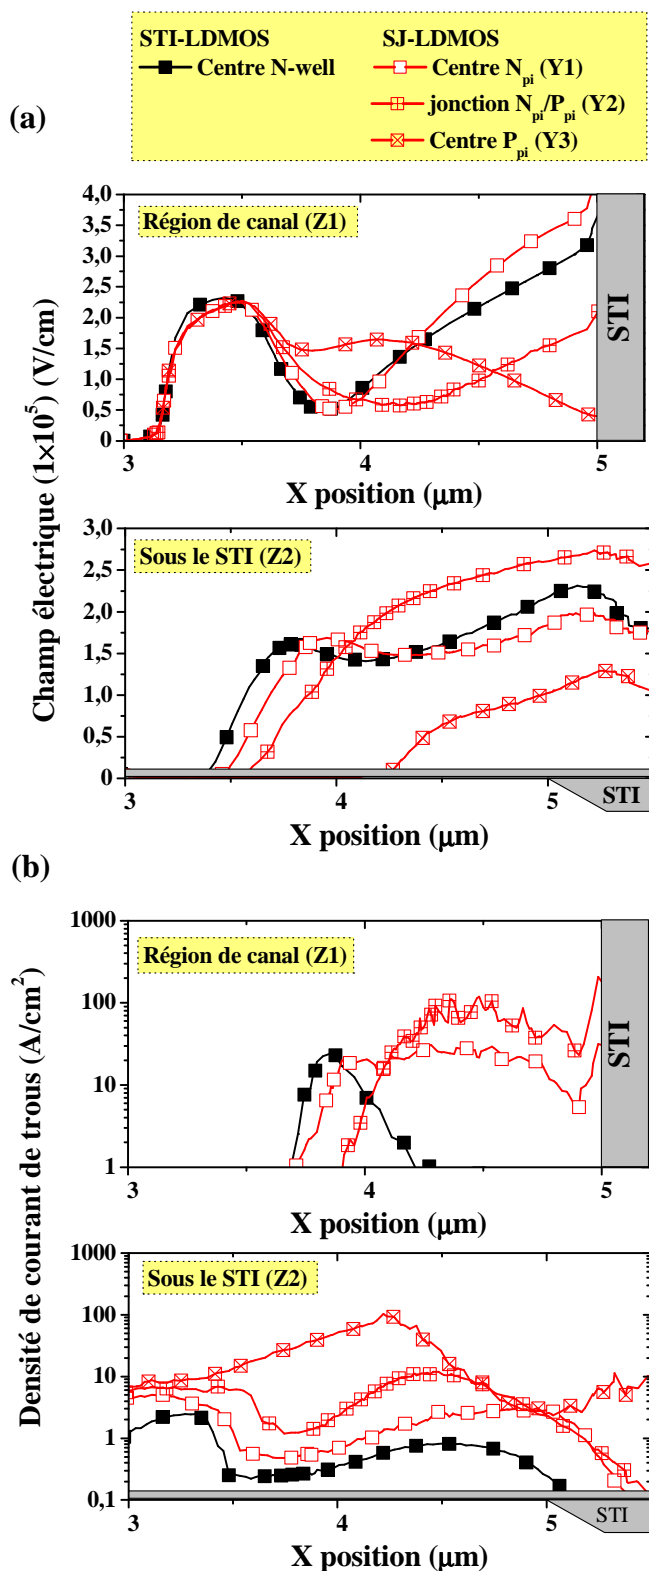 STI-LDMOS SJ-LDMOS
Centre N-well Centre Npi (Y1)
jonction Npi/Ppi (Y2)
Centre Ppi (Y3)
(a)
Champ électrique (1×10⁵) (V/cm)
Région de canal (Z1)
4,0
3,5
3,0
2,5
2,0
1,5
1,0
0,5
0
STI
3 4 5
X position (μm)
Sous le STI (Z2)
3,0
2,5
2,0
1,5
1,0
0,5
0
STI
3 4 5
X position (μm)
(b)
Densité de courant de trous (A/cm²)
Région de canal (Z1)
1000
100
10
1
STI
3 4 5
X position (μm)
Sous le STI (Z2)
1000
100
10
1
0,1
STI
3 4 5
X position (μm)